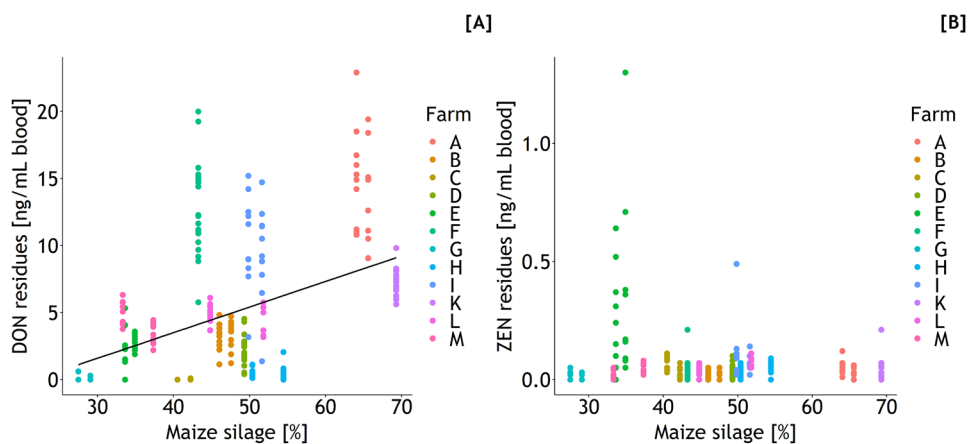 [A]
DON residues [ng/mL blood]
20
15
10
5
0
30 40 50 60 70
Maize silage [%]
Farm
A
B
C
D
E
F
G
H
I
K
L
M
[B]
ZEN residues [ng/mL blood]
1.0
0.5
0.0
30 40 50 60 70
Maize silage [%]
Farm
A
B
C
D
E
F
G
H
I
K
L
M